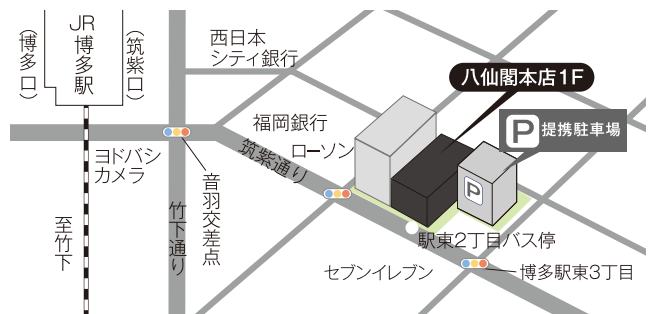 JR
博多駅
(博多口)
(筑紫口)
西日本
シティ銀行
八仙閣本店1F
P 提携駐車場
福岡銀行
ローソン
筑紫通り
ヨドバシ
カメラ
音羽交差点
竹下通り
至竹下
P
駅東2丁目バス停
セブンイレブン
博多駅東3丁目